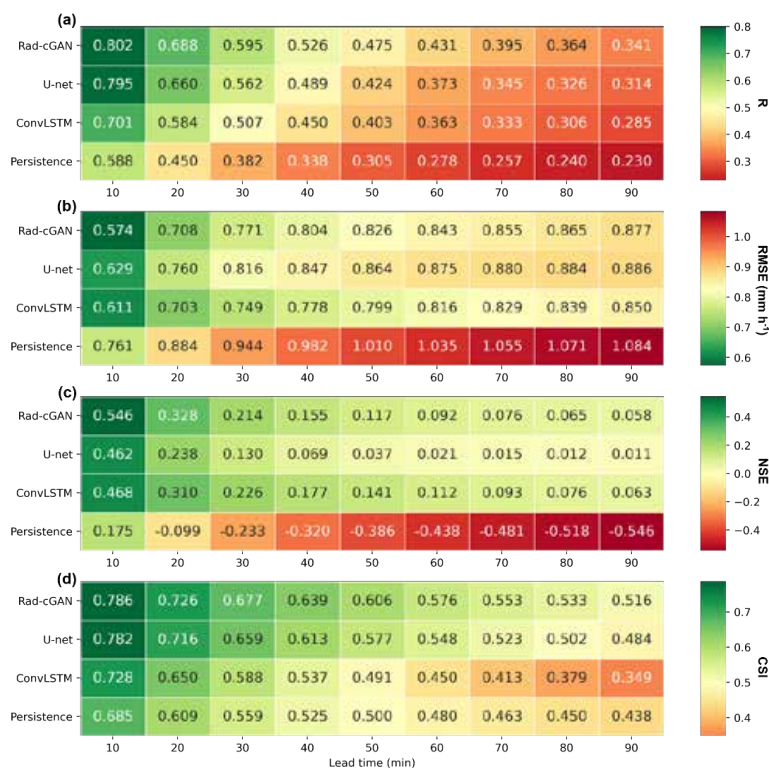 (a)
Rad-cGAN 0.802 0.688 0.595 0.526 0.475 0.431 0.395 0.364 0.341
U-net 0.795 0.660 0.562 0.489 0.424 0.373 0.345 0.326 0.314
ConvLSTM 0.701 0.584 0.507 0.450 0.403 0.363 0.333 0.306 0.285
Persistence 0.588 0.450 0.382 0.338 0.305 0.278 0.257 0.240 0.230
10 20 30 40 50 60 70 80 90
0.8
0.7
0.6
0.5
0.4
0.3
R
(b)
Rad-cGAN 0.574 0.708 0.771 0.804 0.826 0.843 0.855 0.865 0.877
U-net 0.629 0.760 0.816 0.847 0.864 0.875 0.880 0.884 0.886
ConvLSTM 0.611 0.703 0.749 0.778 0.799 0.816 0.829 0.839 0.850
Persistence 0.761 0.884 0.944 0.982 1.010 1.035 1.055 1.071 1.084
10 20 30 40 50 60 70 80 90
1.0
0.9
0.8
0.7
0.6
RMSE (mm h⁻¹)
(c)
Rad-cGAN 0.546 0.328 0.214 0.155 0.117 0.092 0.076 0.065 0.058
U-net 0.462 0.238 0.130 0.069 0.037 0.021 0.015 0.012 0.011
ConvLSTM 0.468 0.310 0.226 0.177 0.141 0.112 0.093 0.076 0.063
Persistence 0.175 -0.099 -0.233 -0.320 -0.386 -0.438 -0.481 -0.518 -0.546
10 20 30 40 50 60 70 80 90
0.4
0.2
0.0
−0.2
−0.4
NSE
(d)
Rad-cGAN 0.786 0.726 0.677 0.639 0.606 0.576 0.553 0.533 0.516
U-net 0.782 0.716 0.659 0.613 0.577 0.548 0.523 0.502 0.484
ConvLSTM 0.728 0.650 0.588 0.537 0.491 0.450 0.413 0.379 0.349
Persistence 0.685 0.609 0.559 0.525 0.500 0.480 0.463 0.450 0.438
10 20 30 40 50 60 70 80 90
Lead time (min)
0.7
0.6
0.5
0.4
CSI